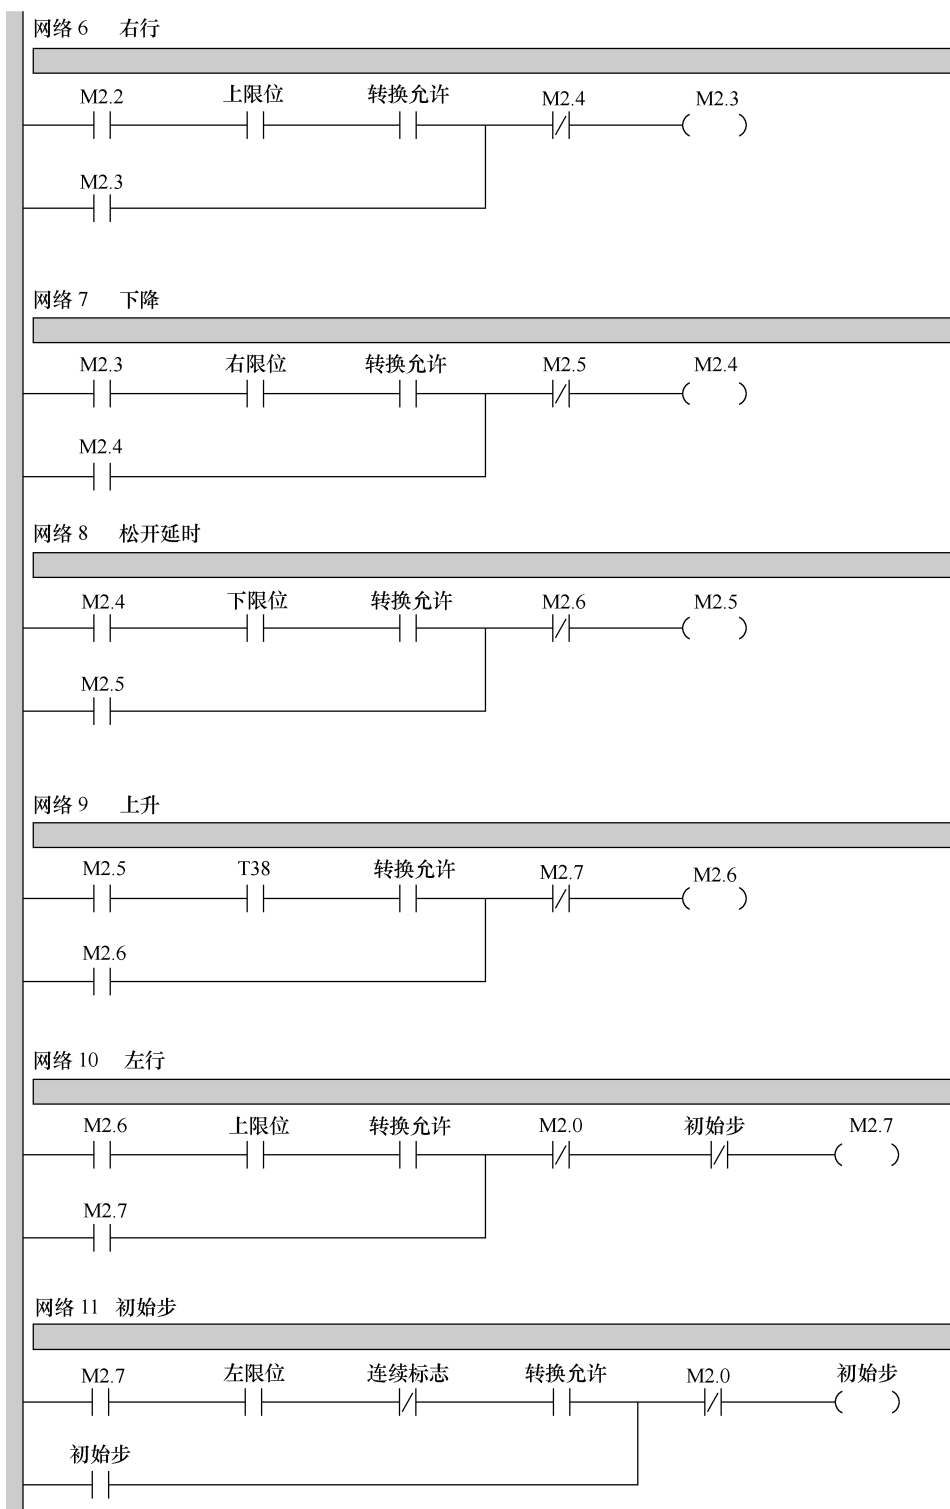 网络 6 右行
M2.2 上限位 转换允许 M2.4 M2.3
M2.3
网络 7 下降
M2.3 右限位 转换允许 M2.5 M2.4
M2.4
网络 8 松开延时
M2.4 下限位 转换允许 M2.6 M2.5
M2.5
网络 9 上升
M2.5 T38 转换允许 M2.7 M2.6
M2.6
网络 10 左行
M2.6 上限位 转换允许 M2.0 初始步 M2.7
M2.7
网络 11 初始步
M2.7 左限位 连续标志 转换允许 M2.0 初始步
初始步